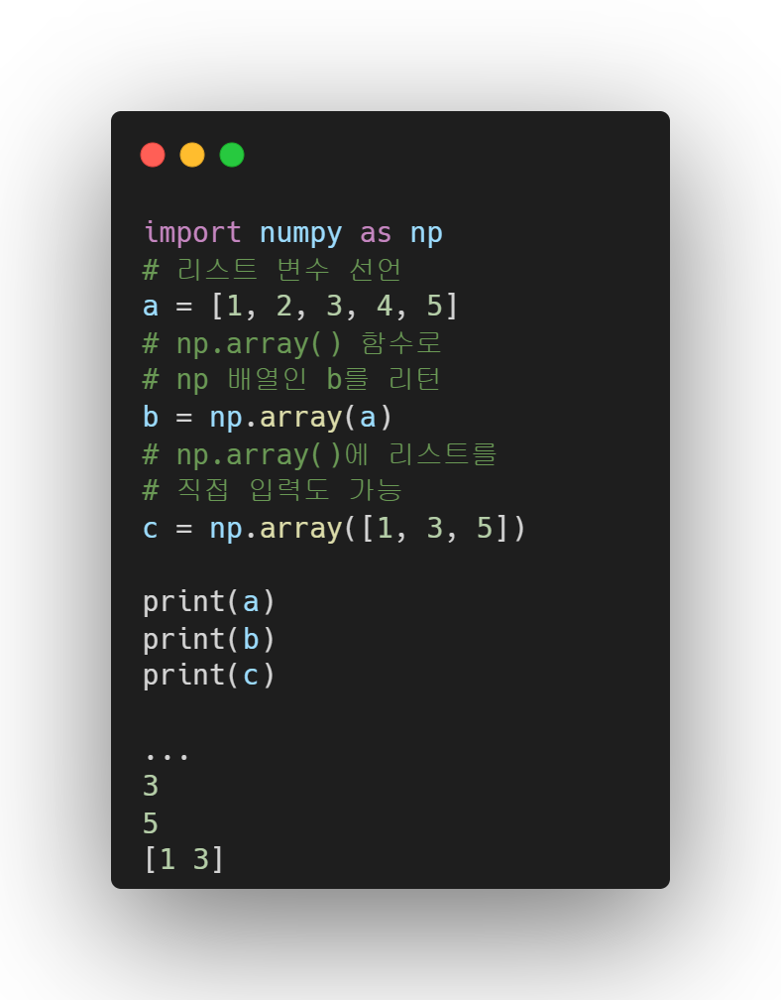 import numpy as np
# 리스트 변수 선언
a = [1, 2, 3, 4, 5]
# np.array() 함수로
# np 배열인 b를 리턴
b = np.array(a)
# np.array()에 리스트를
# 직접 입력도 가능
c = np.array([1, 3, 5])
print(a)
print(b)
print(c)
...
3
5
[1 3]